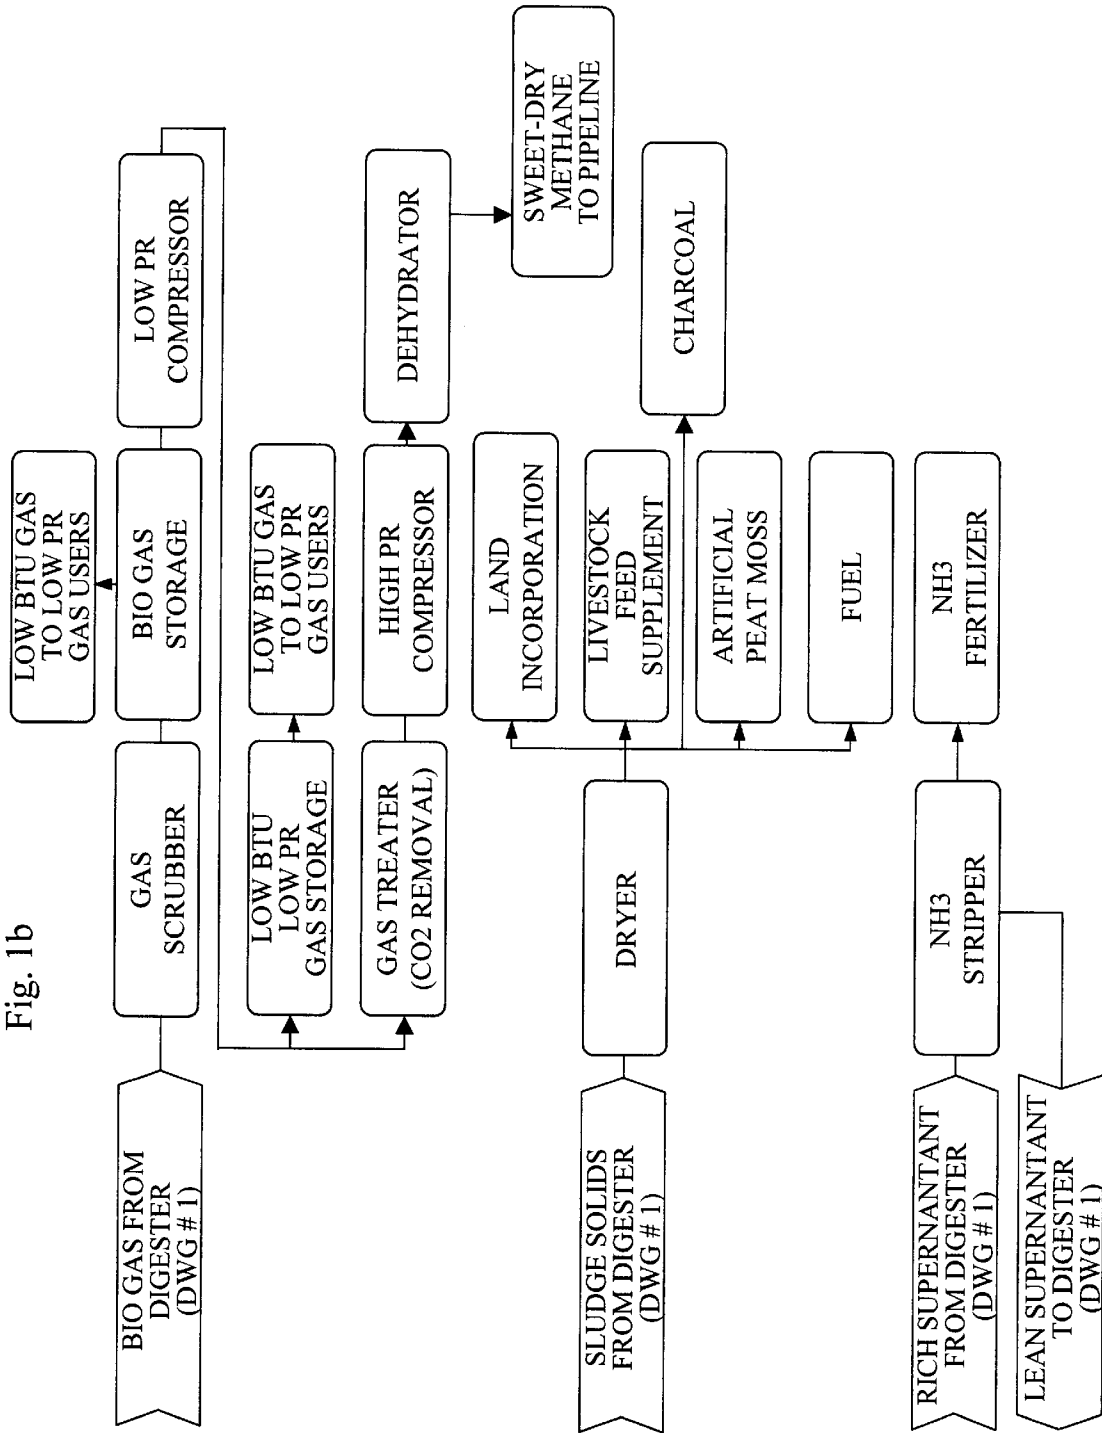 Fig. 1b
BIO GAS FROM
DIGESTER
(DWG # 1)
GAS
SCRUBBER
BIO GAS
STORAGE
LOW BTU GAS
TO LOW PR
GAS USERS
LOW PR
COMPRESSOR
LOW BTU
LOW PR
GAS STORAGE
LOW BTU GAS
TO LOW PR
GAS USERS
GAS TREATER
(CO2 REMOVAL)
HIGH PR
COMPRESSOR
DEHYDRATOR
SWEET-DRY
METHANE
TO PIPELINE
SLUDGE SOLIDS
FROM DIGESTER
(DWG # 1)
DRYER
LAND
INCORPORATION
LIVESTOCK
FEED
SUPPLEMENT
CHARCOAL
ARTIFICIAL
PEAT MOSS
FUEL
RICH SUPERNANTANT
FROM DIGESTER
(DWG # 1)
NH3
STRIPPER
NH3
FERTILIZER
LEAN SUPERNANTANT
TO DIGESTER
(DWG # 1)